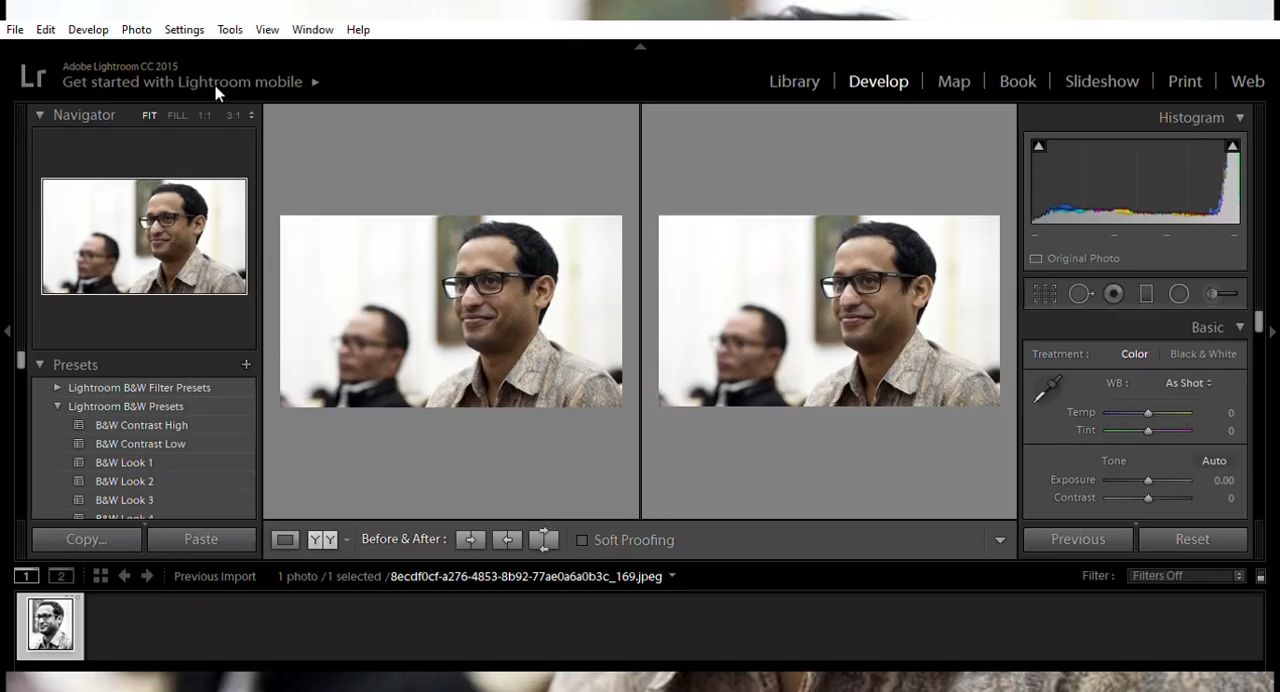 File Edit Develop Photo Settings Tools View Window Help
Lr
Adobe Lightroom CC 2015
Get started with Lightroom mobile
Library Develop Map Book Slideshow Print Web
Navigator FIT FILL 1:1 3:1
Histogram
Original Photo
Basic
Treatment : Color Black & White
WB : As Shot
Temp 0
Tint 0
Tone Auto
Exposure 0.00
Contrast 0
Presets +
Lightroom B&W Filter Presets
Lightroom B&W Presets
B&W Contrast High
B&W Contrast Low
B&W Look 1
B&W Look 2
B&W Look 3
B&W Look 4
Copy... Paste
YY Before & After : Soft Proofing
Previous Reset
1 2 Previous Import 1 photo / 1 selected / 8ecdf0cf-a276-4853-8b92-77ae0a6a0b3c_169.jpeg
Filter : Filters Off